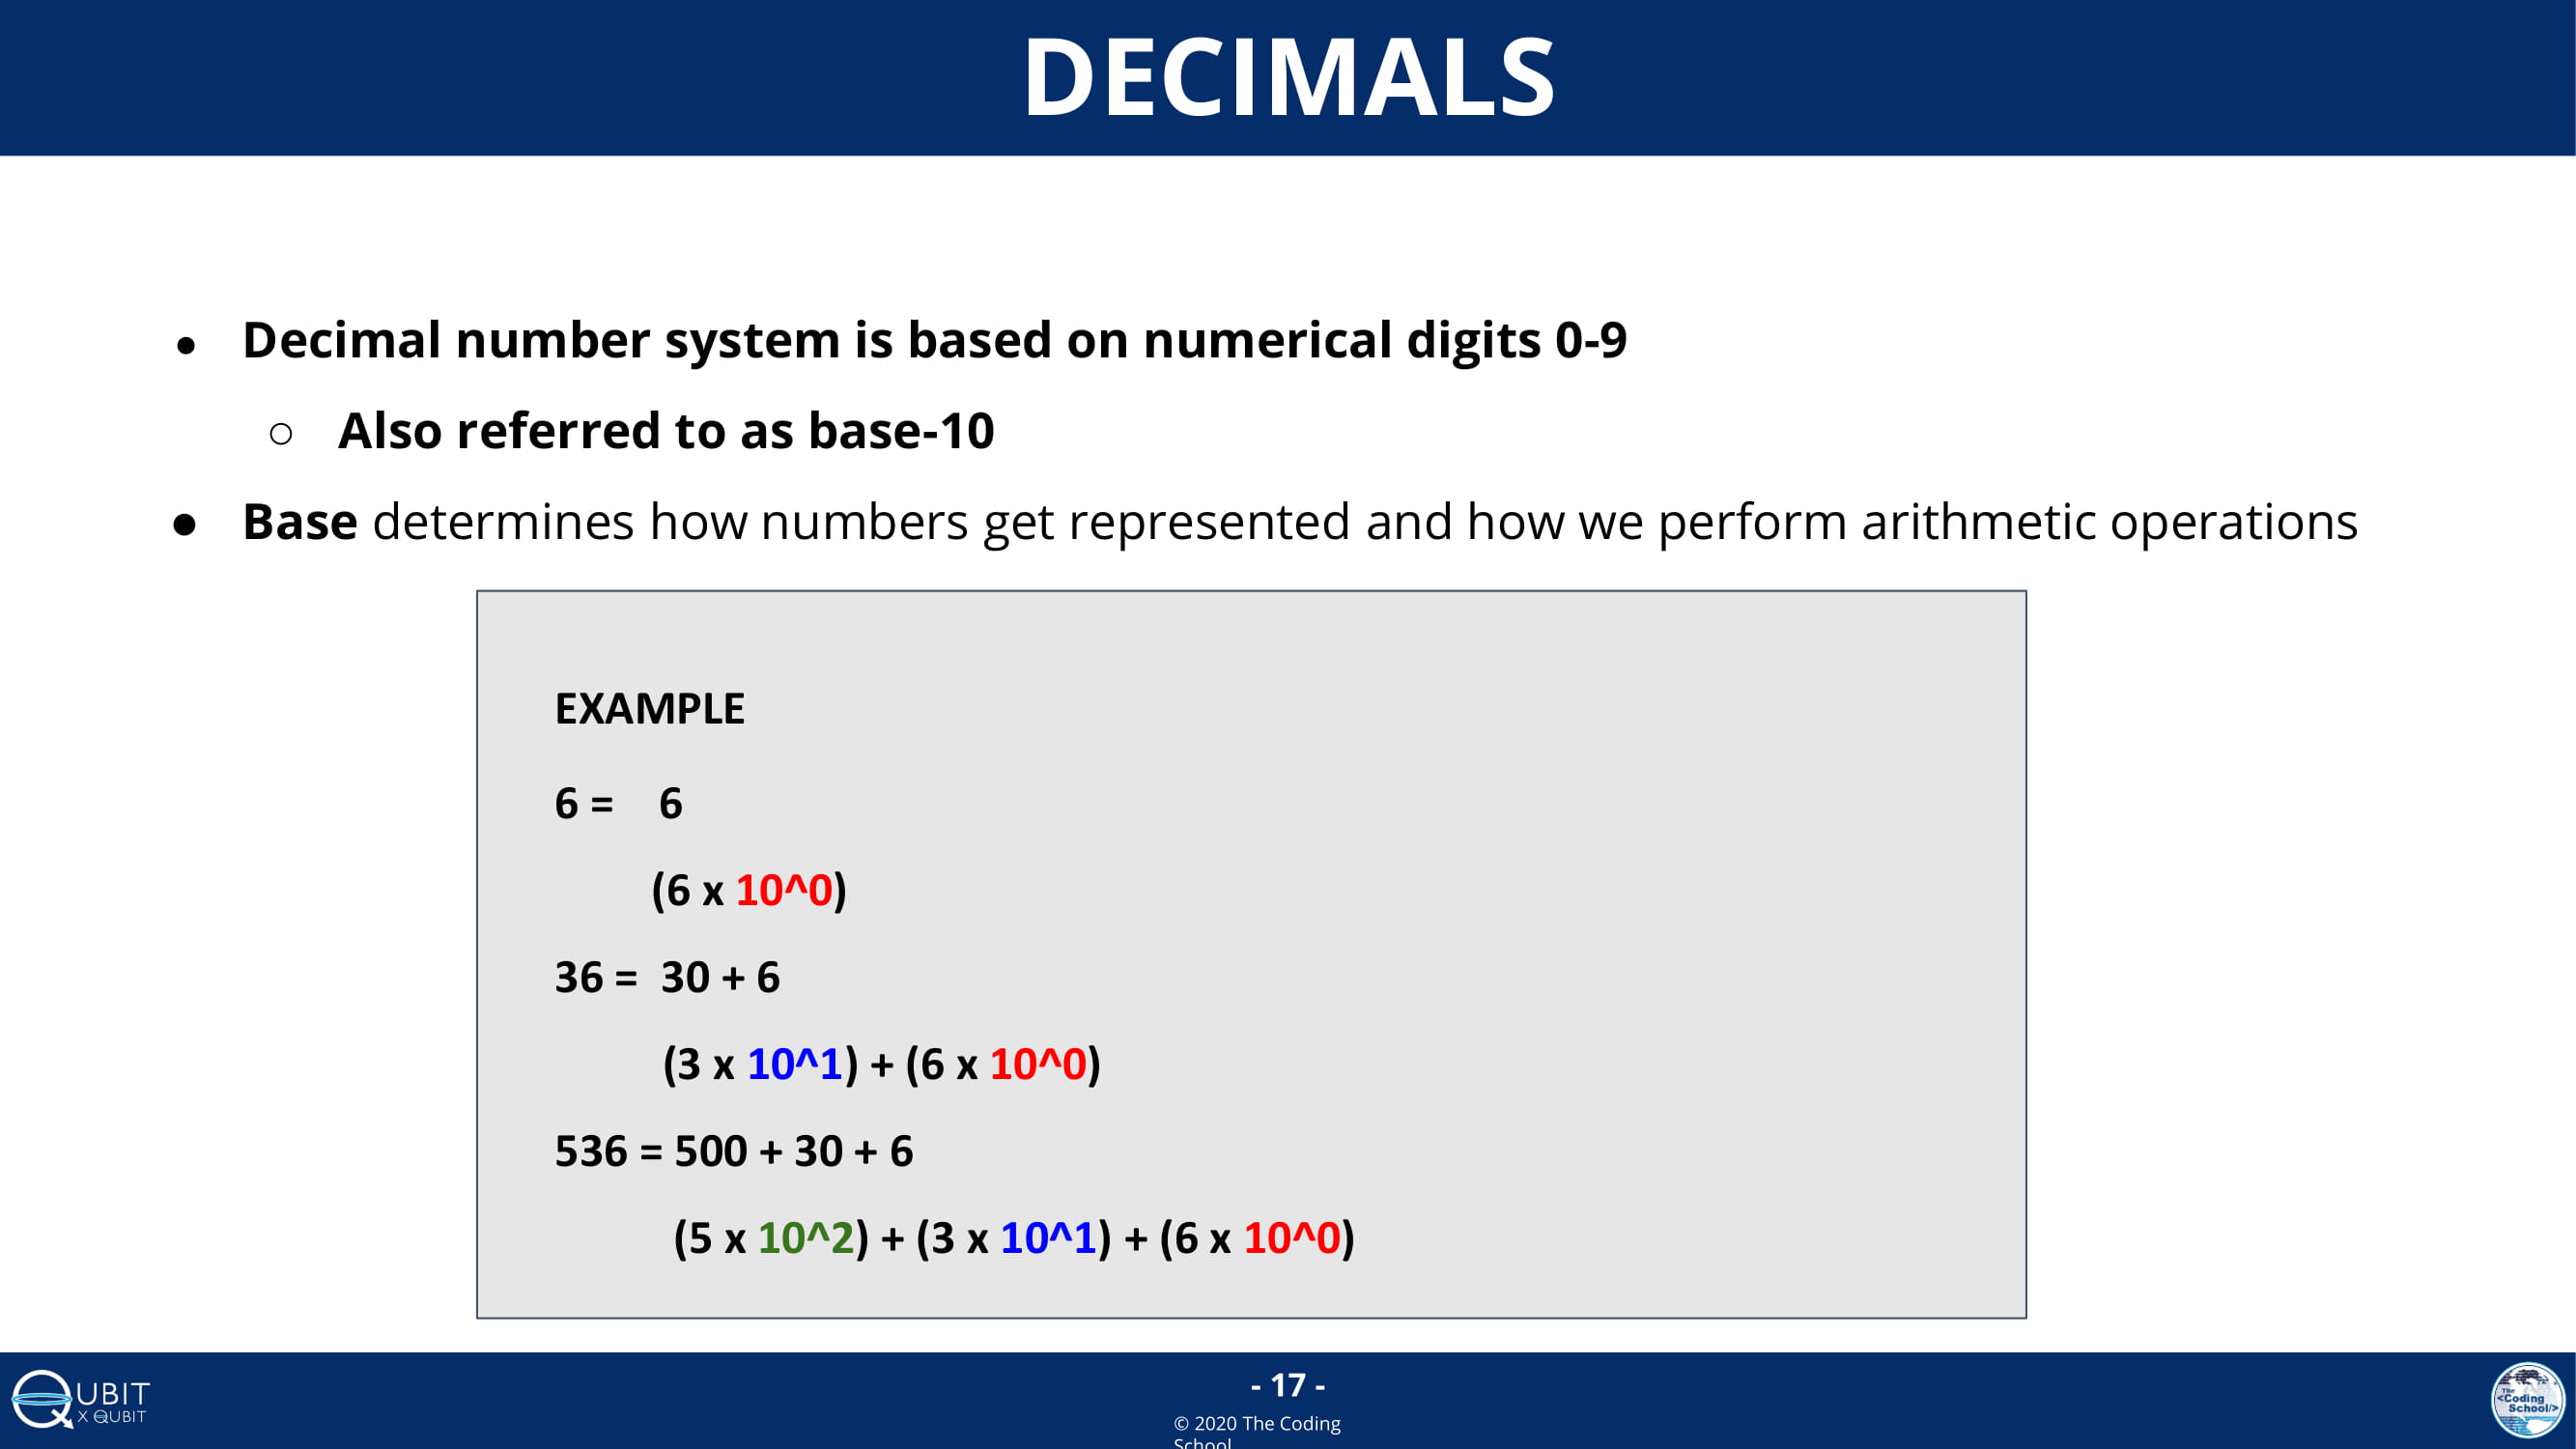 DECIMALS
● Decimal number system is based on numerical digits 0-9
○ Also referred to as base-10
● Base determines how numbers get represented and how we perform arithmetic operations
EXAMPLE
6 = 6
(6 x 10^0)
36 = 30 + 6
(3 x 10^1) + (6 x 10^0)
536 = 500 + 30 + 6
(5 x 10^2) + (3 x 10^1) + (6 x 10^0)
QUBIT
X QUBIT
- 17 -
© 2020 The Coding
School
The
<Coding
School/>